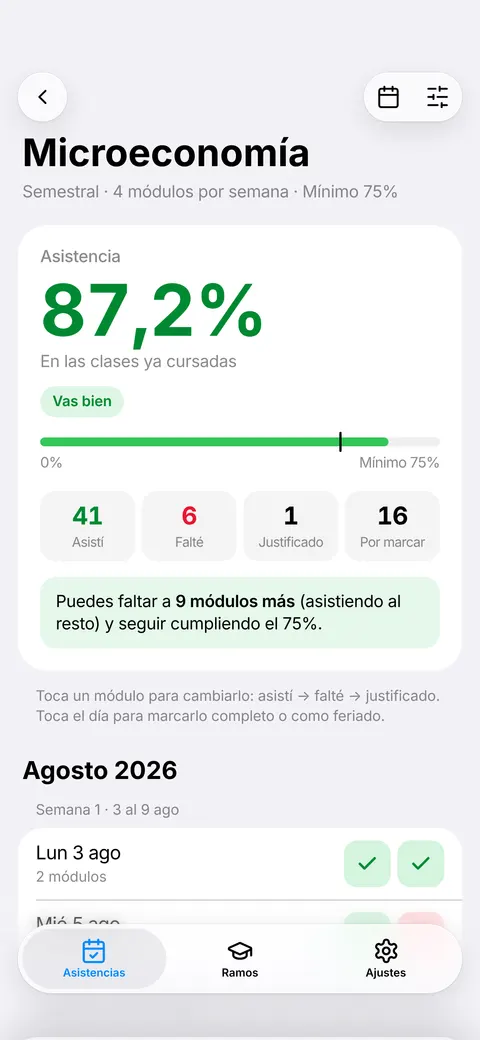 Microeconomía
Semestral · 4 módulos por semana · Mínimo 75%
Asistencia
87,2%
En las clases ya cursadas
Vas bien
0%
Mínimo 75%
41
Asistí
6
Falté
1
Justificado
16
Por marcar
Puedes faltar a 9 módulos más (asistiendo al
resto) y seguir cumpliendo el 75%.
Toca un módulo para cambiarlo: asistí → falté → justificado.
Toca el día para marcarlo completo o como feriado.
Agosto 2026
Semana 1 · 3 al 9 ago
Lun 3 ago
2 módulos
Mié 5 ago
Asistencias
Ramos
Ajustes